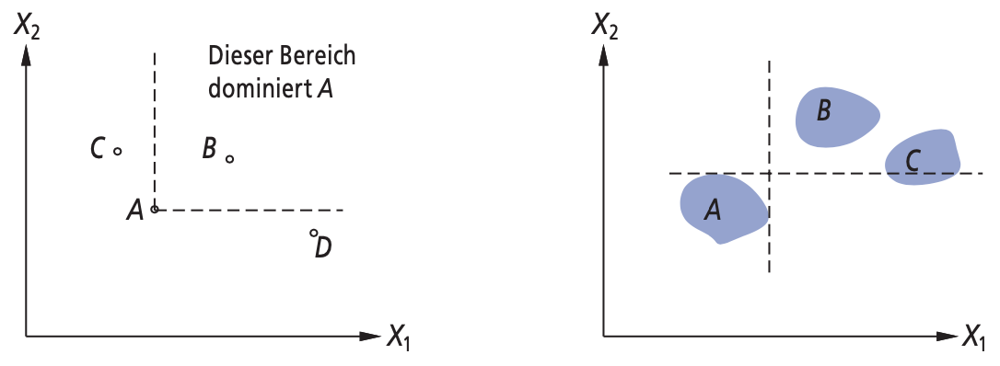 X2
Dieser Bereich
dominiert A
C
B
A
D
X1
X2
B
C
A
X1